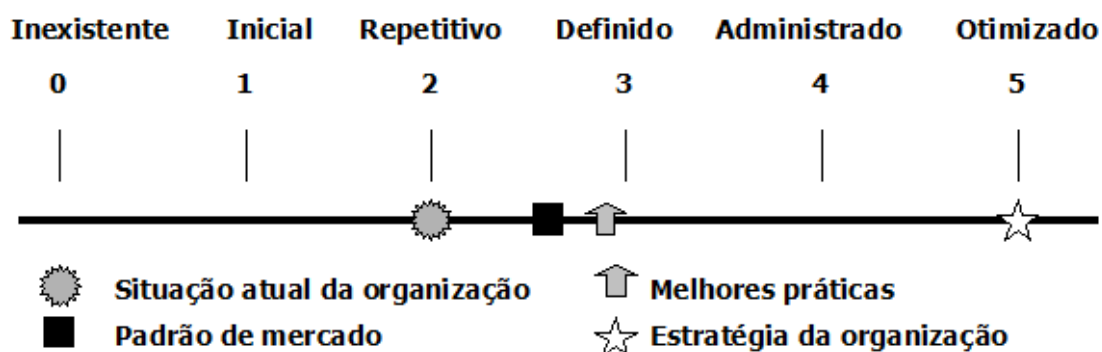 Inexistente Inicial Repetitivo Definido Administrado Otimizado
0 1 2 3 4 5
Situação atual da organização Melhores práticas
Padrão de mercado Estratégia da organização